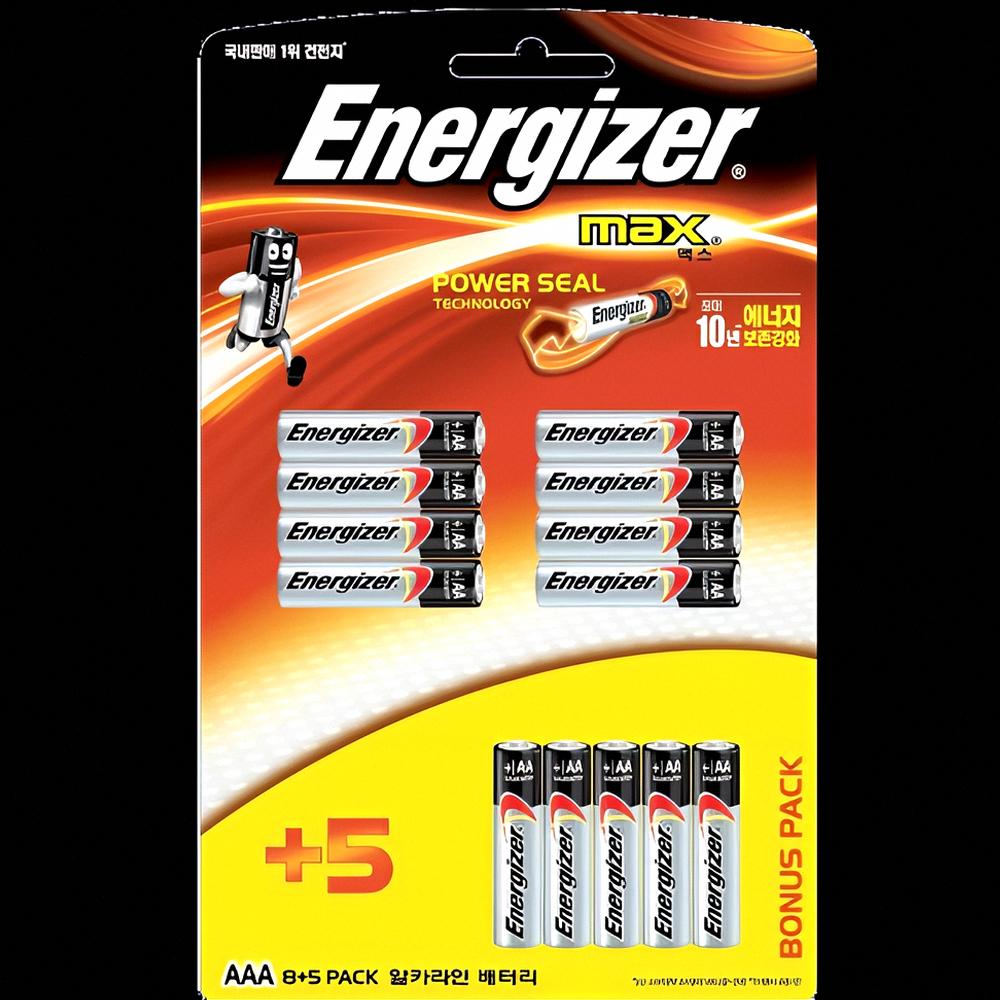 국내판매 1위 건전지*
Energizer®
max®
맥스
POWER SEAL
TECHNOLOGY
Energizer
Energizer
최대
10년 에너지
보존강화
Energizer +|AA
Energizer +|AA
Energizer +|AA
Energizer +|AA
Energizer +|AA
Energizer +|AA
Energizer +|AA
Energizer +|AA
+|AA +|AA +|AA +|AA +|AA
Energizer Energizer Energizer Energizer Energizer
+5
BONUS PACK
AAA 8+5 PACK 알카라인 배터리